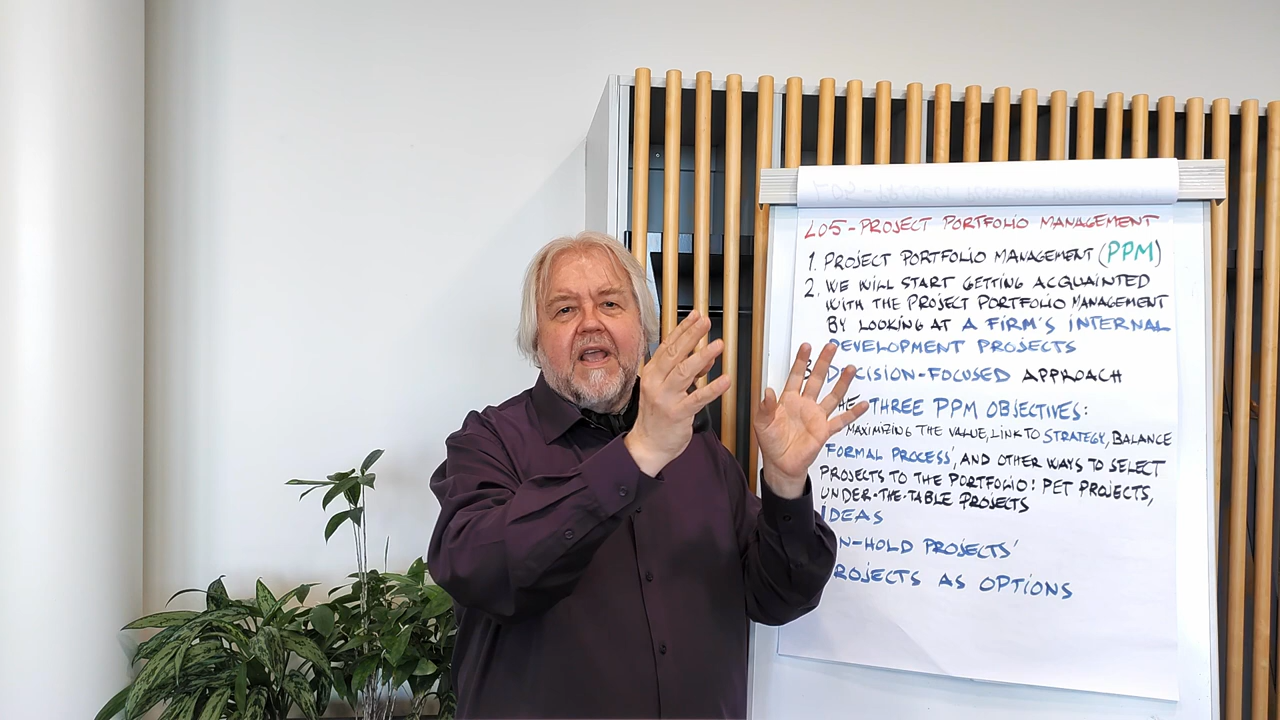 L05-PROJECT PORTFOLIO MANAGEMENT
1. PROJECT PORTFOLIO MANAGEMENT (PPM)
2. WE WILL START GETTING ACQUAINTED
WITH THE PROJECT PORTFOLIO MANAGEMENT
BY LOOKING AT A FIRM'S INTERNAL
DEVELOPMENT PROJECTS
3. DECISION-FOCUSED APPROACH
THREE PPM OBJECTIVES:
MAXIMIZING THE VALUE, LINK TO STRATEGY, BALANCE
FORMAL PROCESS', AND OTHER WAYS TO SELECT
PROJECTS TO THE PORTFOLIO: PET PROJECTS,
UNDER-THE-TABLE PROJECTS
IDEAS
N-HOLD PROJECTS'
PROJECTS AS OPTIONS